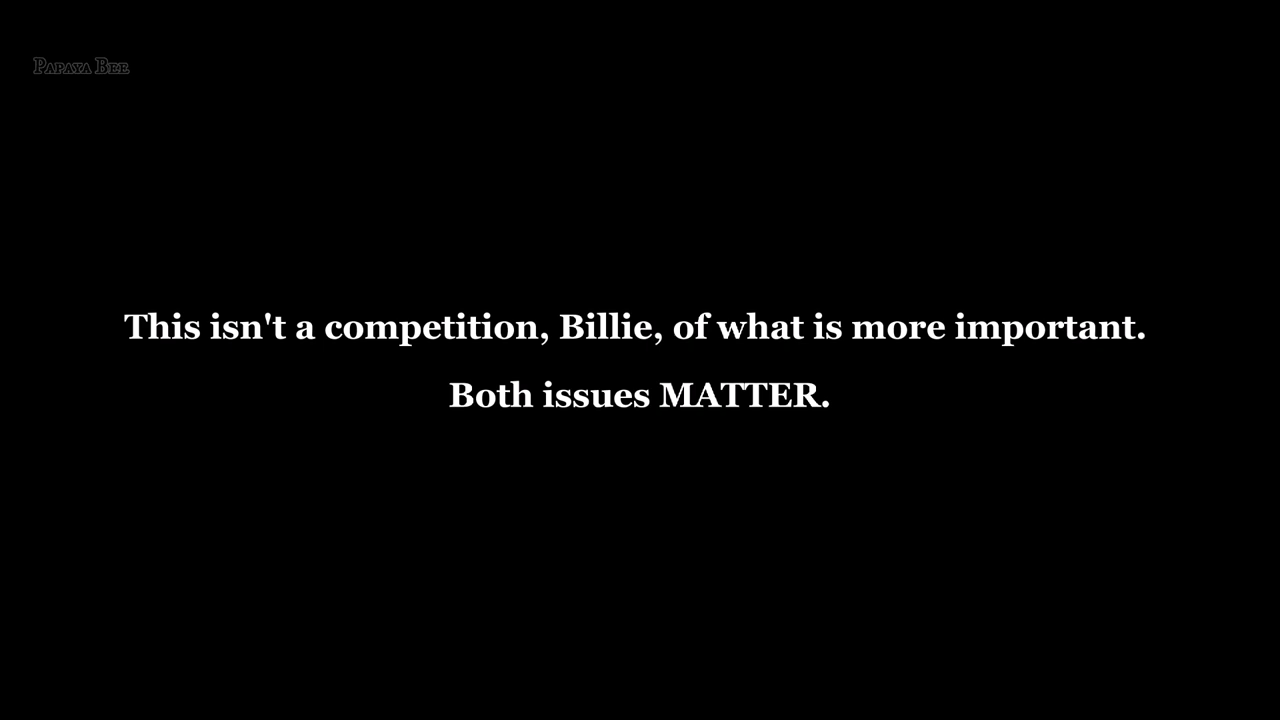 Papaya Bee
This isn't a competition, Billie, of what is more important.
Both issues MATTER.